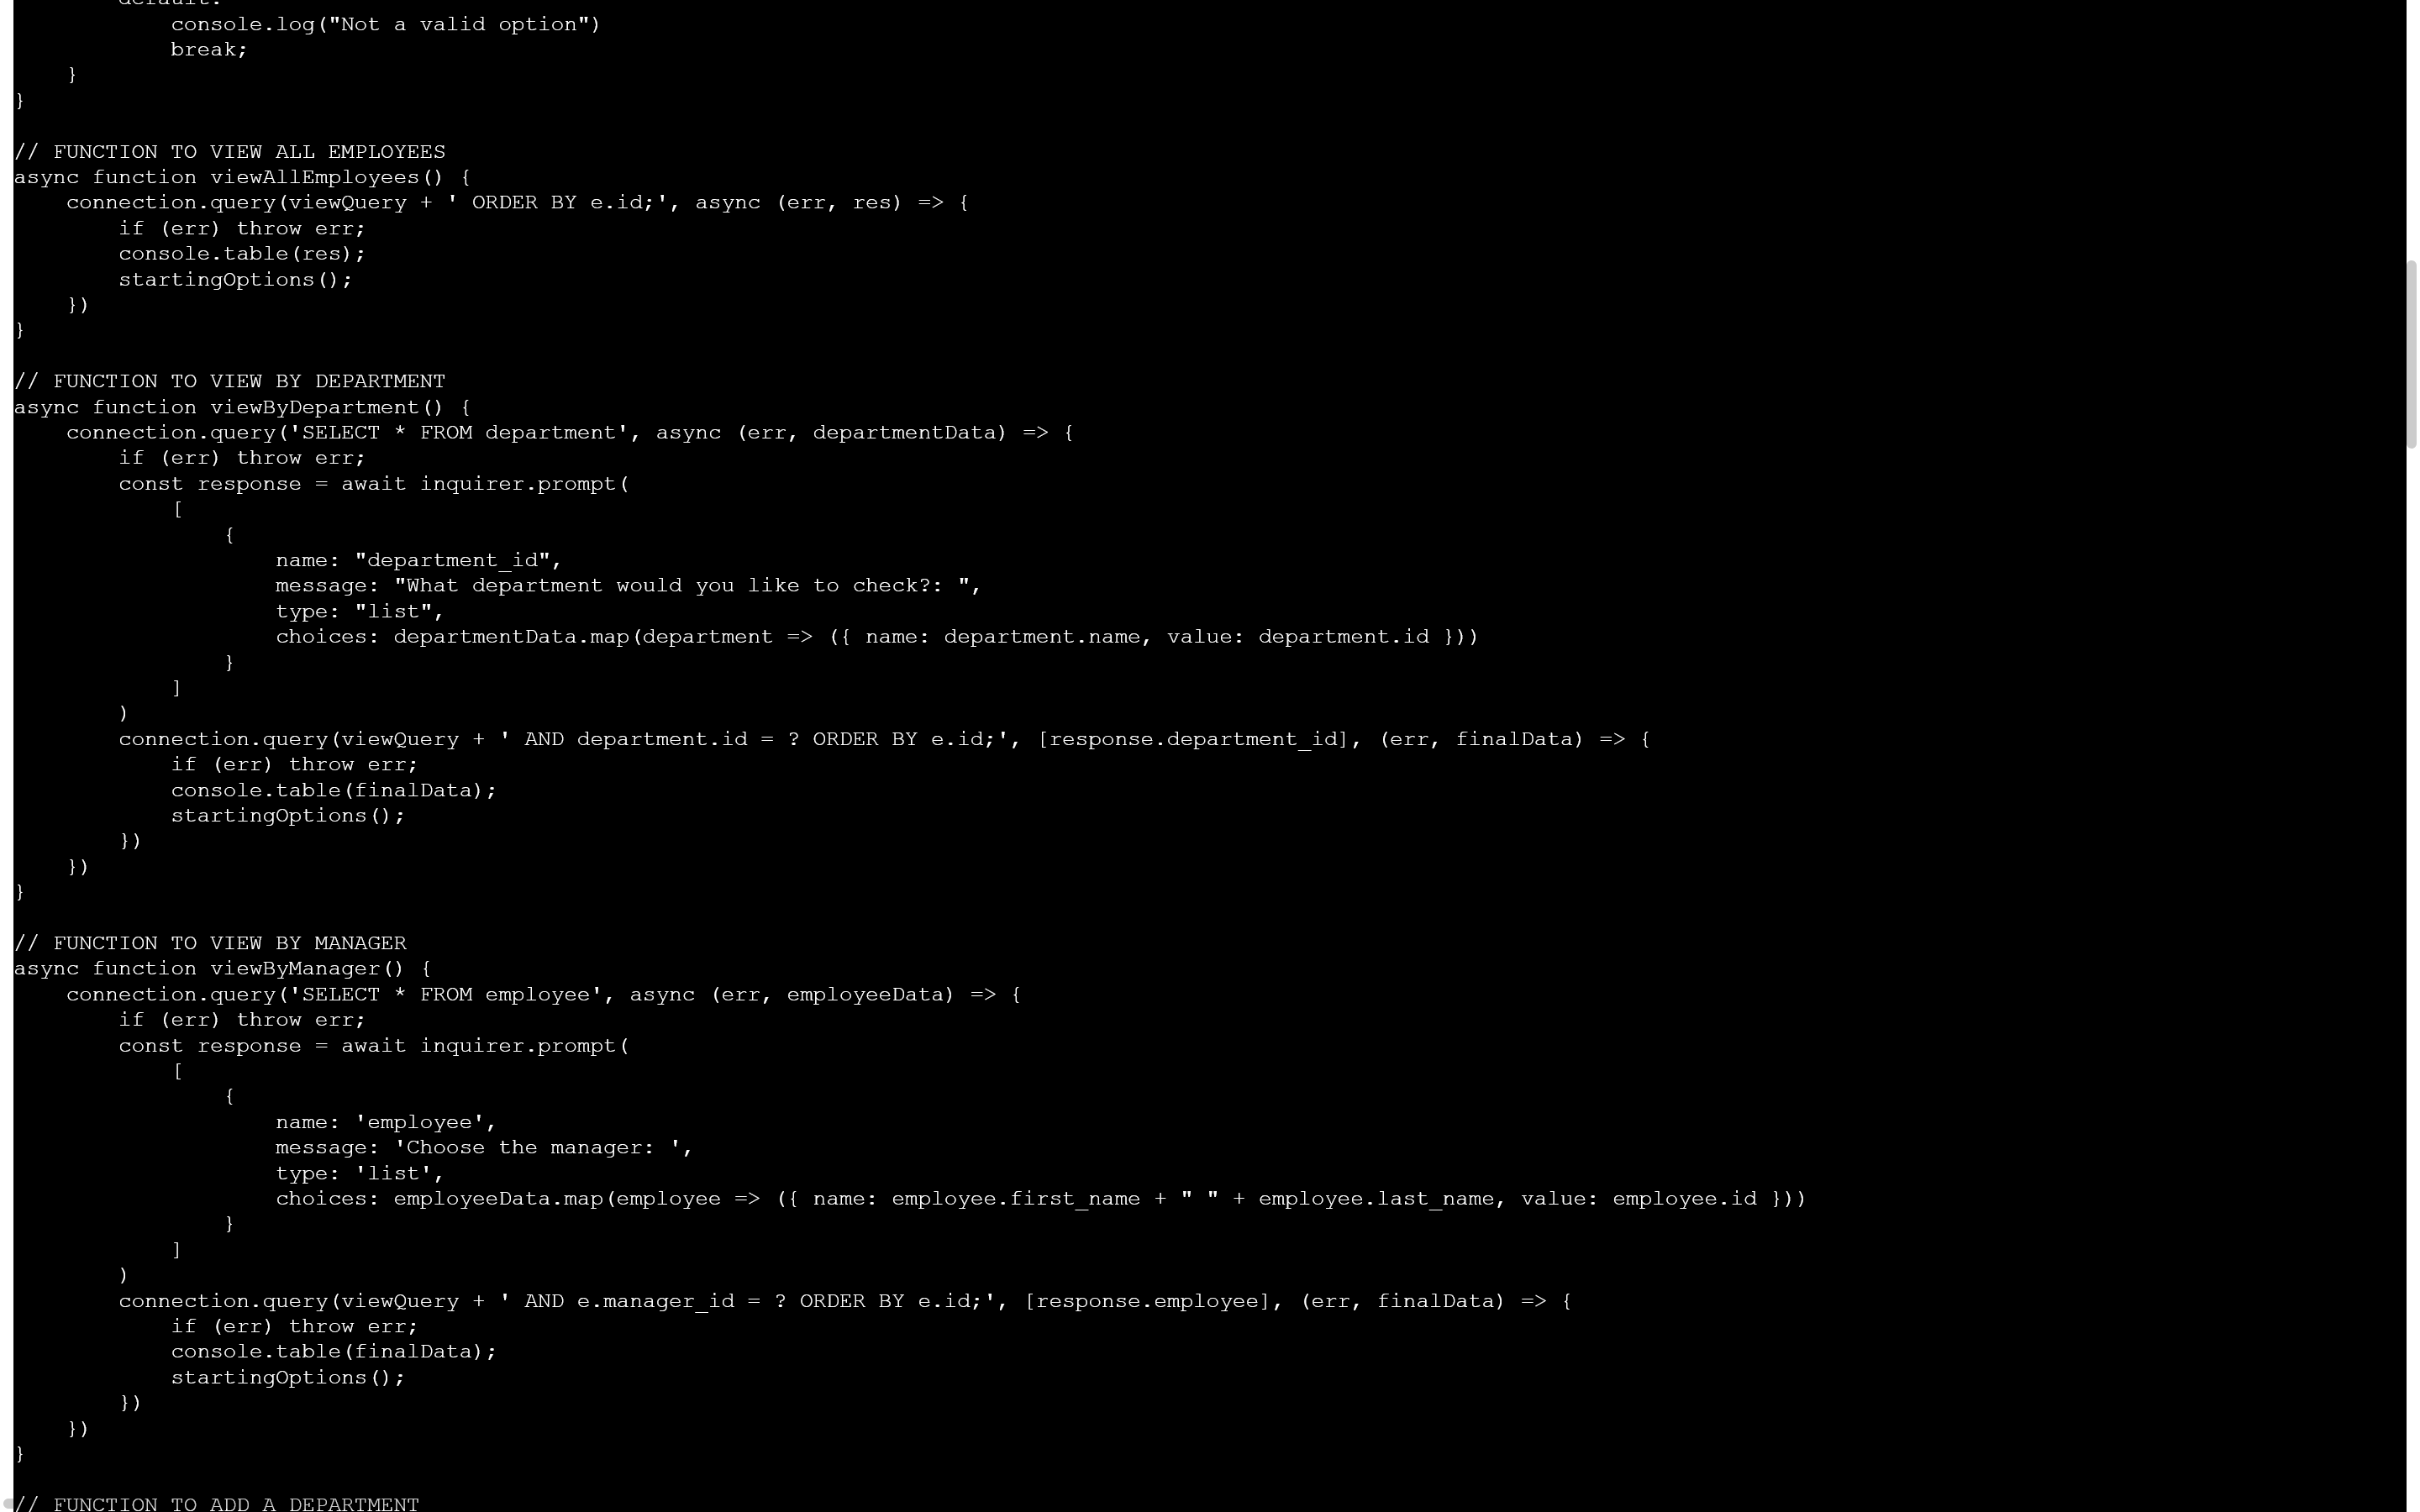 default:
            console.log("Not a valid option")
            break;
    }
}

// FUNCTION TO VIEW ALL EMPLOYEES
async function viewAllEmployees() {
    connection.query(viewQuery + ' ORDER BY e.id;', async (err, res) => {
        if (err) throw err;
        console.table(res);
        startingOptions();
    })
}

// FUNCTION TO VIEW BY DEPARTMENT
async function viewByDepartment() {
    connection.query('SELECT * FROM department', async (err, departmentData) => {
        if (err) throw err;
        const response = await inquirer.prompt(
            [
                {
                    name: "department_id",
                    message: "What department would you like to check?: ",
                    type: "list",
                    choices: departmentData.map(department => ({ name: department.name, value: department.id }))
                }
            ]
        )
        connection.query(viewQuery + ' AND department.id = ? ORDER BY e.id;', [response.department_id], (err, finalData) => {
            if (err) throw err;
            console.table(finalData);
            startingOptions();
        })
    })
}

// FUNCTION TO VIEW BY MANAGER
async function viewByManager() {
    connection.query('SELECT * FROM employee', async (err, employeeData) => {
        if (err) throw err;
        const response = await inquirer.prompt(
            [
                {
                    name: 'employee',
                    message: 'Choose the manager: ',
                    type: 'list',
                    choices: employeeData.map(employee => ({ name: employee.first_name + " " + employee.last_name, value: employee.id }))
                }
            ]
        )
        connection.query(viewQuery + ' AND e.manager_id = ? ORDER BY e.id;', [response.employee], (err, finalData) => {
            if (err) throw err;
            console.table(finalData);
            startingOptions();
        })
    })
}

// FUNCTION TO ADD A DEPARTMENT